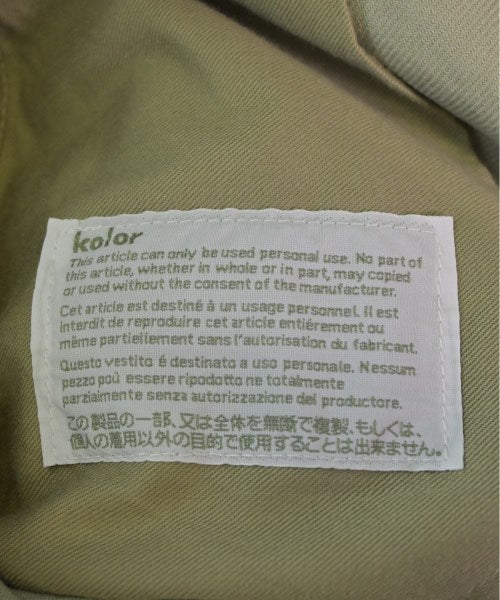 kolor
This article can only be used personal use. No part of
this article, whether in whole or in part, may copied
or used without the consent of the manufacturer.
Cet article est destiné à un usage personnel. Il est
interdit de reproduire cet article entiérement ou
même partiellement sans l'autorisation du fabricant.
Questo vestito é destinato a uso personale. Nessun
pezzo poù essere ripodotto ne totalmente
parzialmente senza autorizzazione del productore.
この製品の一部、又は全体を無断で複製、もしくは、
個人の着用以外の目的で使用することは出来ません。